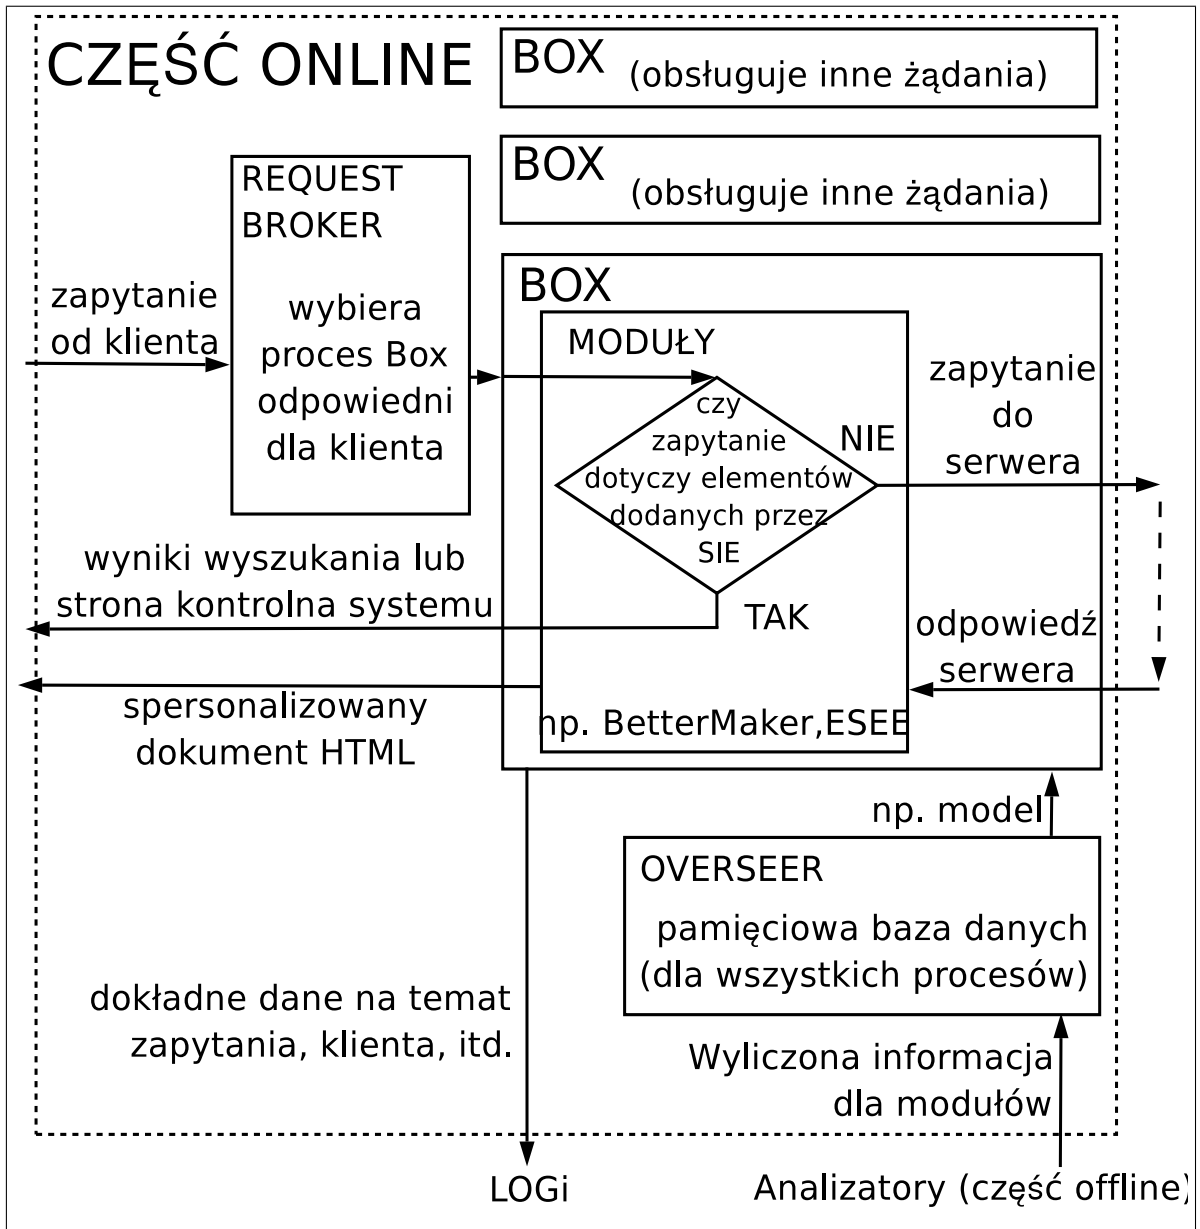 CZĘŚĆ ONLINE
BOX (obsługuje inne żądania)
BOX (obsługuje inne żądania)
REQUEST
BROKER
wybiera
proces Box
odpowiedni
dla klienta
zapytanie
od klienta
BOX
MODUŁY
czy
zapytanie
dotyczy elementów
dodanych przez
SIE
NIE
TAK
zapytanie
do
serwera
odpowiedź
serwera
wyniki wyszukania lub
strona kontrolna systemu
spersonalizowany
dokument HTML
np. BetterMaker,ESEE
np. model
OVERSEER
pamięciowa baza danych
(dla wszystkich procesów)
dokładne dane na temat
zapytania, klienta, itd.
Wyliczona informacja
dla modułów
LOGi
Analizatory (część offline)